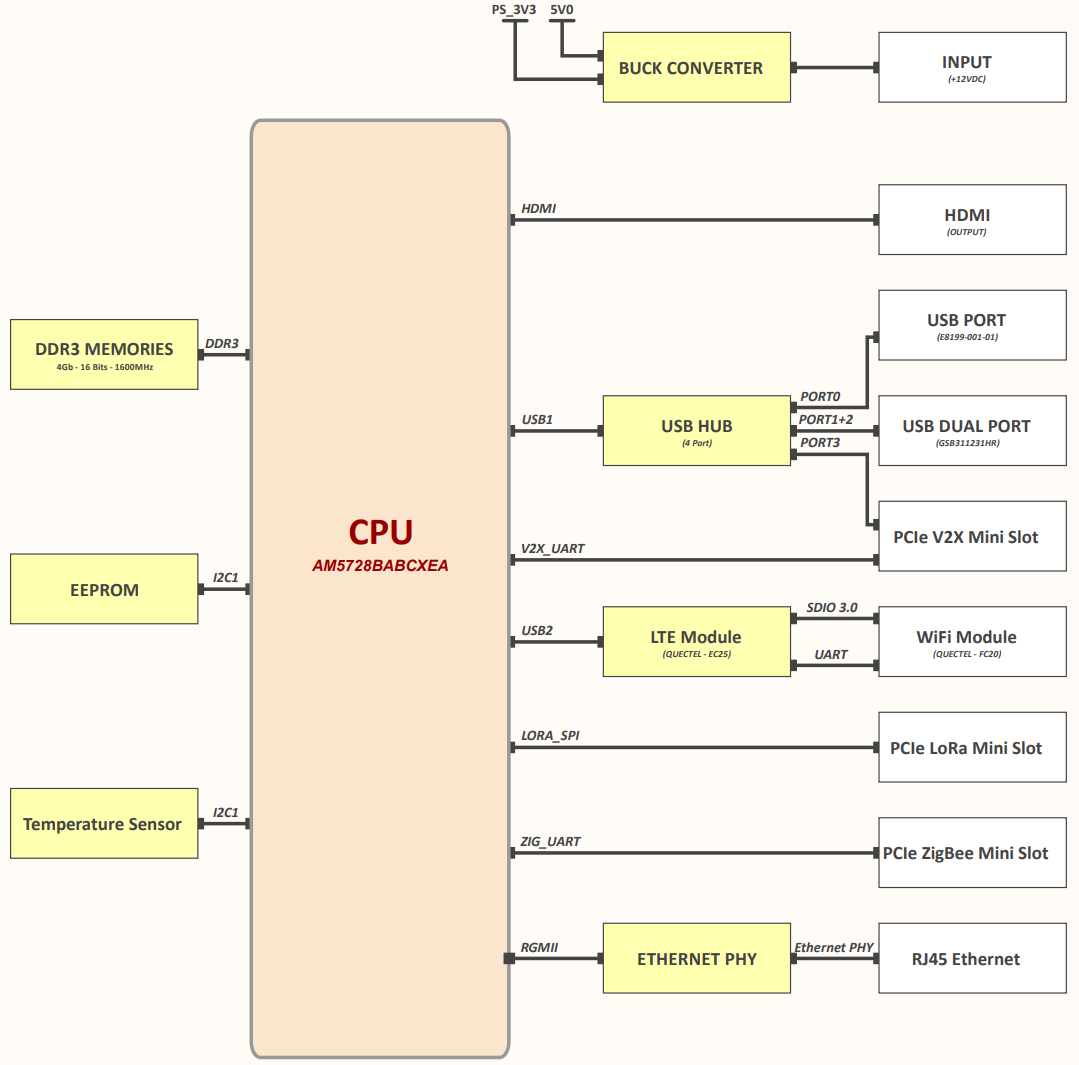 PS_3V3
5V0
BUCK CONVERTER
INPUT
(+12VDC)
HDMI
HDMI
(OUTPUT)
USB PORT
(E8199-001-01)
DDR3 MEMORIES
4Gb - 16 Bits - 1600MHz
DDR3
USB1
USB HUB
(4 Port)
PORT0
PORT1+2
PORT3
USB DUAL PORT
(GSB311231HR)
CPU
AM5728BABCXEA
V2X_UART
PCIe V2X Mini Slot
EEPROM
I2C1
USB2
LTE Module
(QUECTEL - EC25)
SDIO 3.0
UART
WiFi Module
(QUECTEL - FC20)
LORA_SPI
PCIe LoRa Mini Slot
Temperature Sensor
I2C1
ZIG_UART
PCIe ZigBee Mini Slot
RGMII
ETHERNET PHY
Ethernet PHY
RJ45 Ethernet